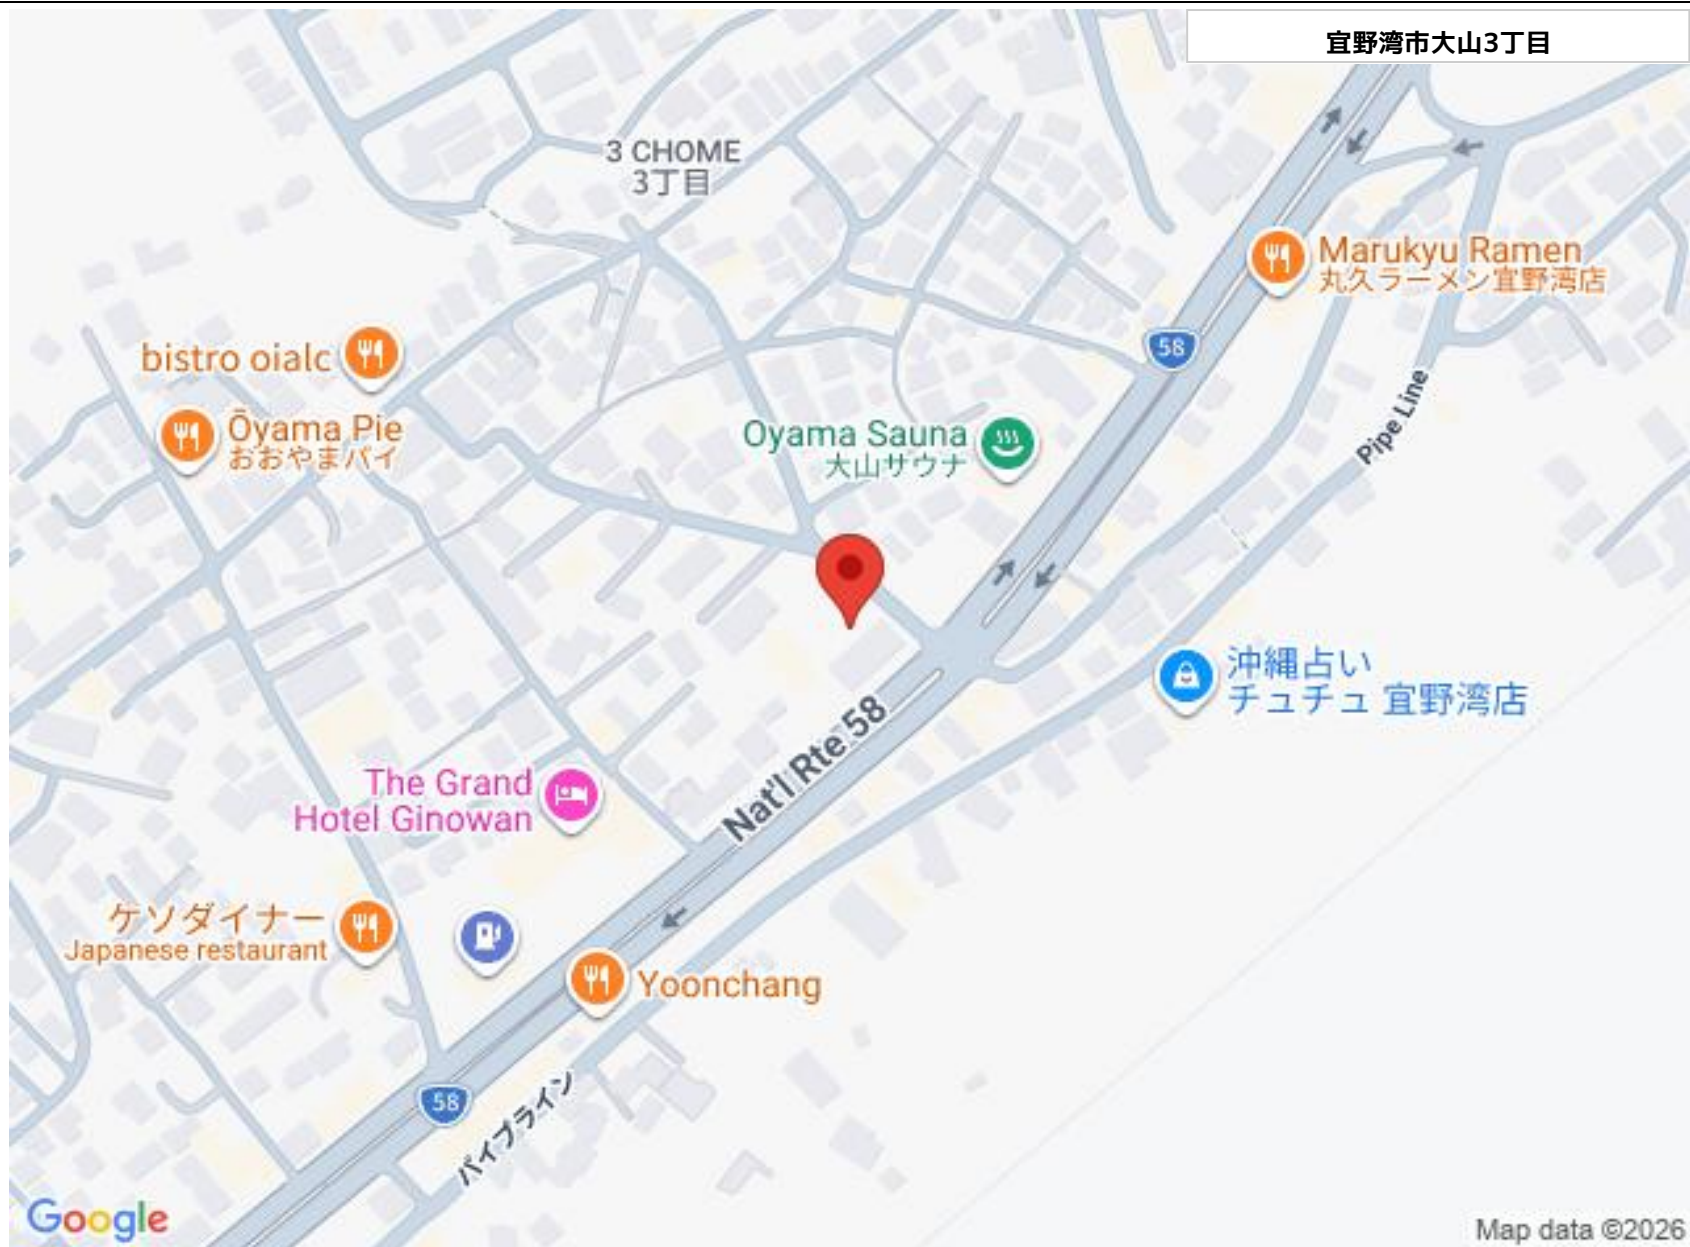 宜野湾市大山3丁目
3 CHOME
3丁目
Marukyu Ramen
丸久ラーメン宜野湾店
58
bistro oialc
Ōyama Pie
おおやまパイ
Pipe Line
Oyama Sauna
大山サウナ
沖縄占い
チュチュ 宜野湾店
Nat'l Rte 58
The Grand
Hotel Ginowan
ケソダイナー
Japanese restaurant
Yoonchang
58
パイプライン
Google
Map data ©2026